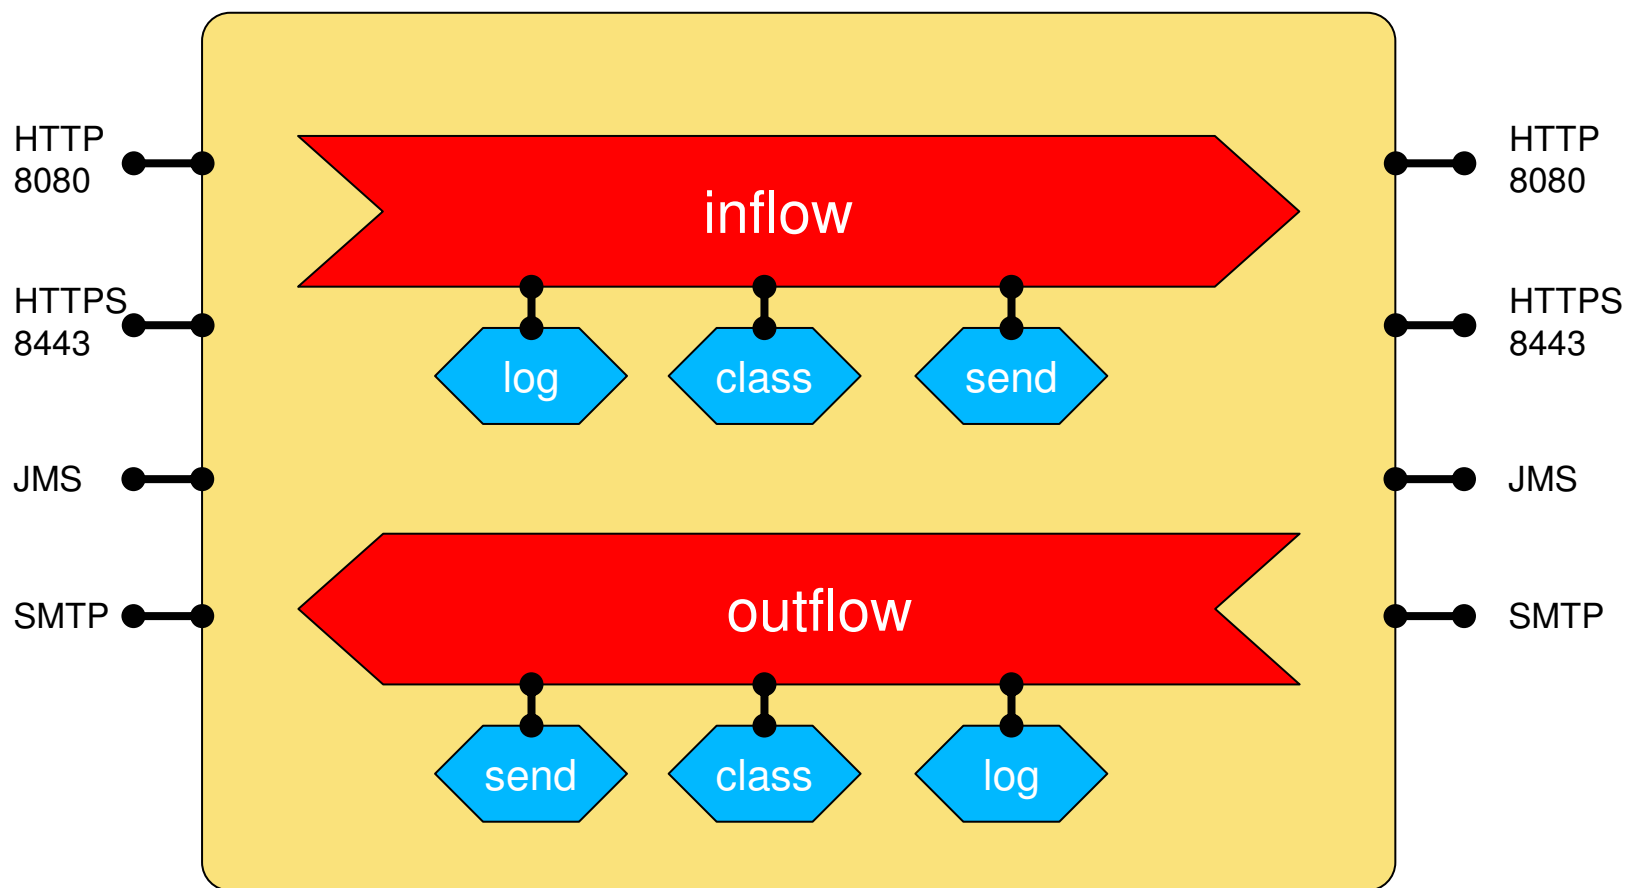 HTTP
8080
HTTPS
8443
JMS
SMTP
inflow
log
class
send
outflow
send
class
log
HTTP
8080
HTTPS
8443
JMS
SMTP